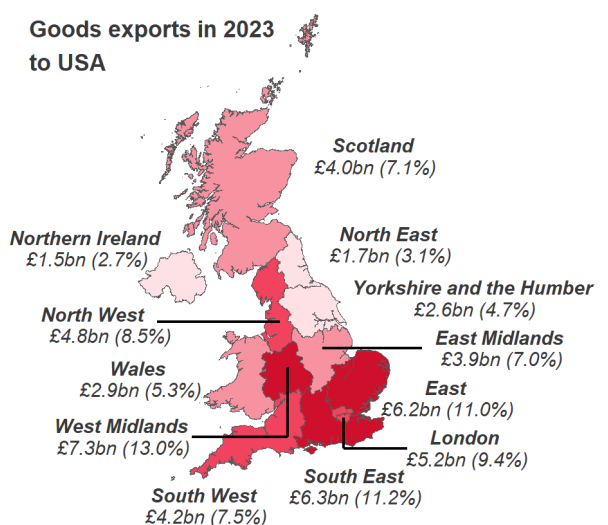 Goods exports in 2023
to USA
Scotland
£4.0bn (7.1%)
Northern Ireland
£1.5bn (2.7%)
North East
£1.7bn (3.1%)
Yorkshire and the Humber
£2.6bn (4.7%)
North West
£4.8bn (8.5%)
East Midlands
£3.9bn (7.0%)
Wales
£2.9bn (5.3%)
East
£6.2bn (11.0%)
West Midlands
£7.3bn (13.0%)
London
£5.2bn (9.4%)
South East
£6.3bn (11.2%)
South West
£4.2bn (7.5%)